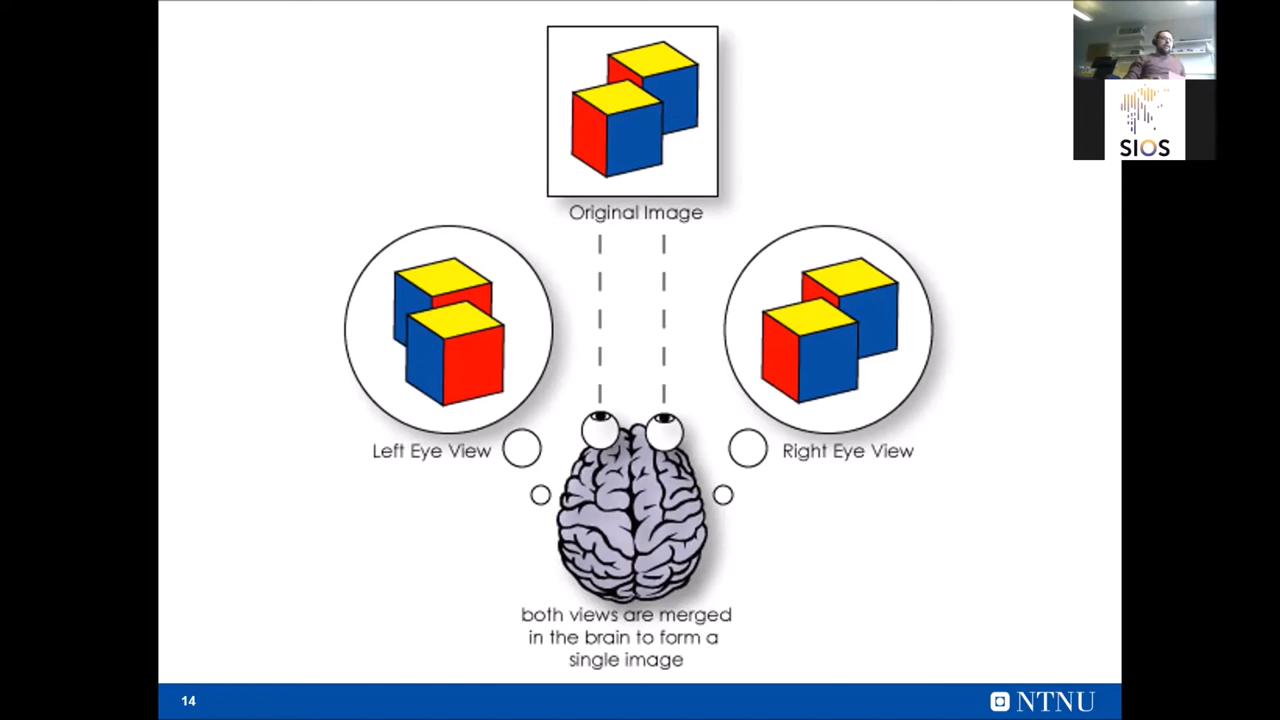 SIOS
Original Image
Left Eye View
Right Eye View
both views are merged
in the brain to form a
single image
14
NTNU